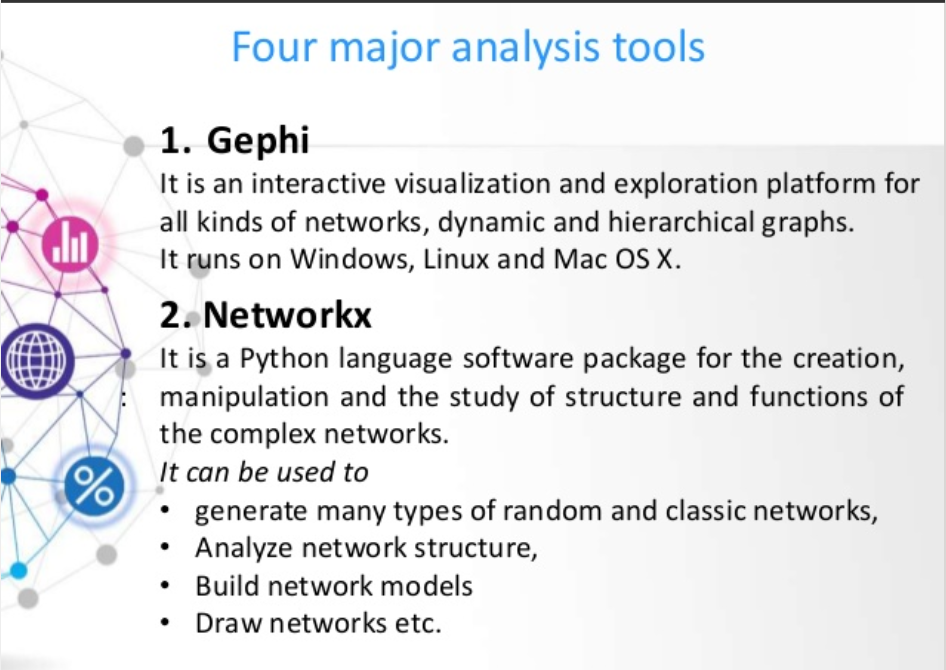 Four major analysis tools
1. Gephi
It is an interactive visualization and exploration platform for
all kinds of networks, dynamic and hierarchical graphs.
It runs on Windows, Linux and Mac OS X.
2. Networkx
It is a Python language software package for the creation,
: manipulation and the study of structure and functions of
the complex networks.
It can be used to
• generate many types of random and classic networks,
• Analyze network structure,
• Build network models
• Draw networks etc.
%